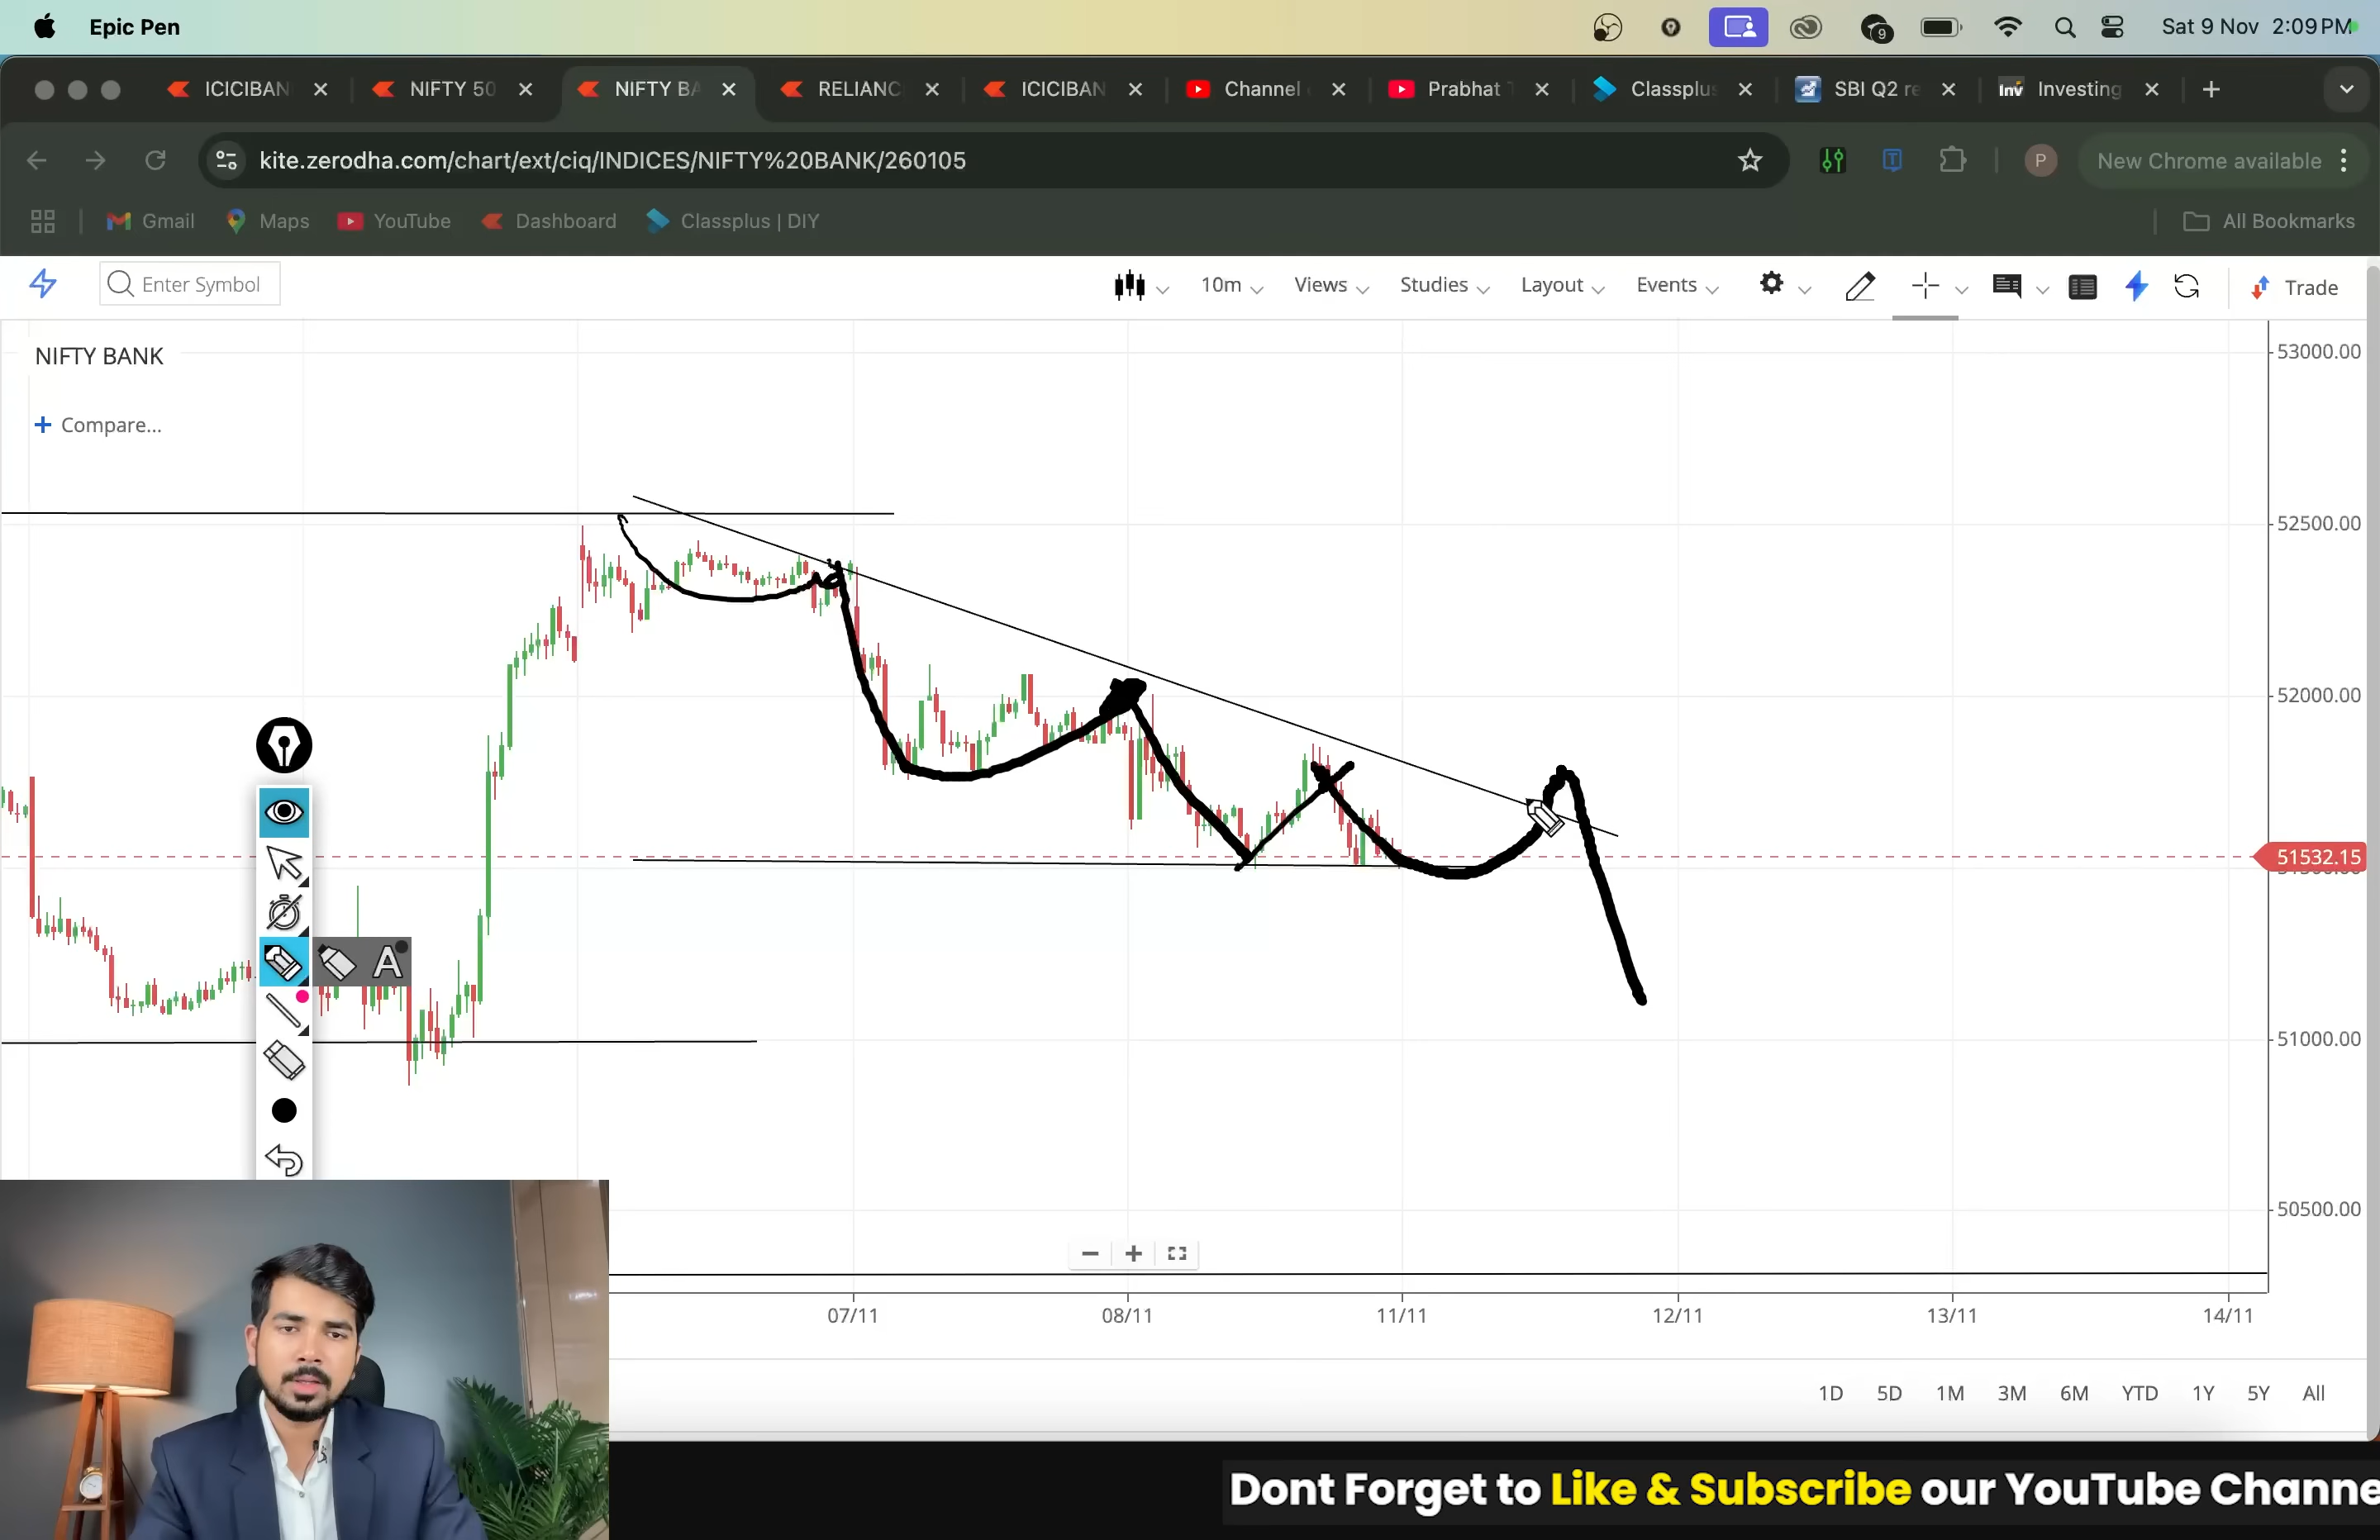 Epic Pen
9
Sat 9 Nov 2:09 PM
ICICIBAN
NIFTY 50
NIFTY BA
RELIANC
ICICIBAN
Channel
Prabhat T
Classplus
SBI Q2 re
Inv Investing
kite.zerodha.com/chart/ext/ciq/INDICES/NIFTY%20BANK/260105
T
P
New Chrome available
Gmail
Maps
YouTube
Dashboard
Classplus | DIY
All Bookmarks
Enter Symbol
10m
Views
Studies
Layout
Events
Trade
NIFTY BANK
+ Compare...
53000.00
52500.00
52000.00
51532.15
51000.00
50500.00
A
07/11
08/11
11/11
12/11
13/11
14/11
1D
5D
1M
3M
6M
YTD
1Y
5Y
All
Dont Forget to Like & Subscribe our YouTube Channe